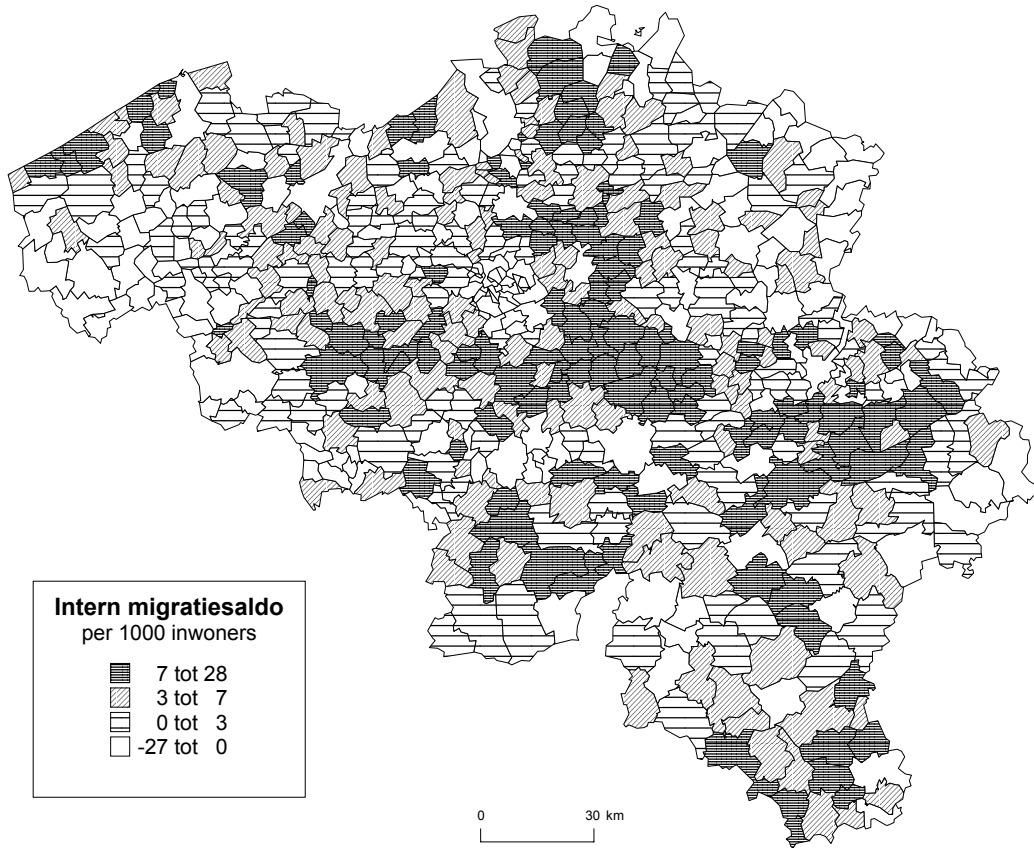 Intern migratiesaldo
per 1000 inwoners
7 tot 28
3 tot 7
0 tot 3
-27 tot 0
0 30 km